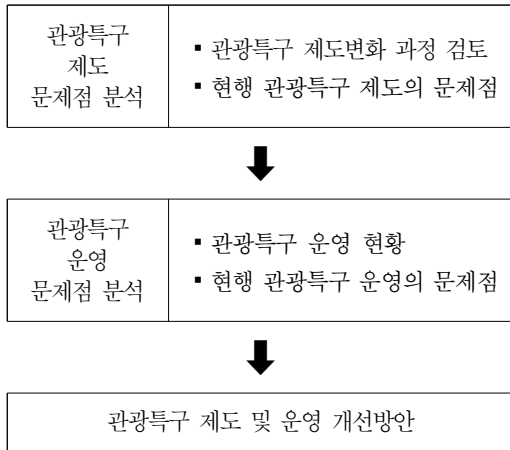 관광특구
제도
문제점 분석
▪ 관광특구 제도변화 과정 검토
▪ 현행 관광특구 제도의 문제점
관광특구
운영
문제점 분석
▪ 관광특구 운영 현황
▪ 현행 관광특구 운영의 문제점
관광특구 제도 및 운영 개선방안